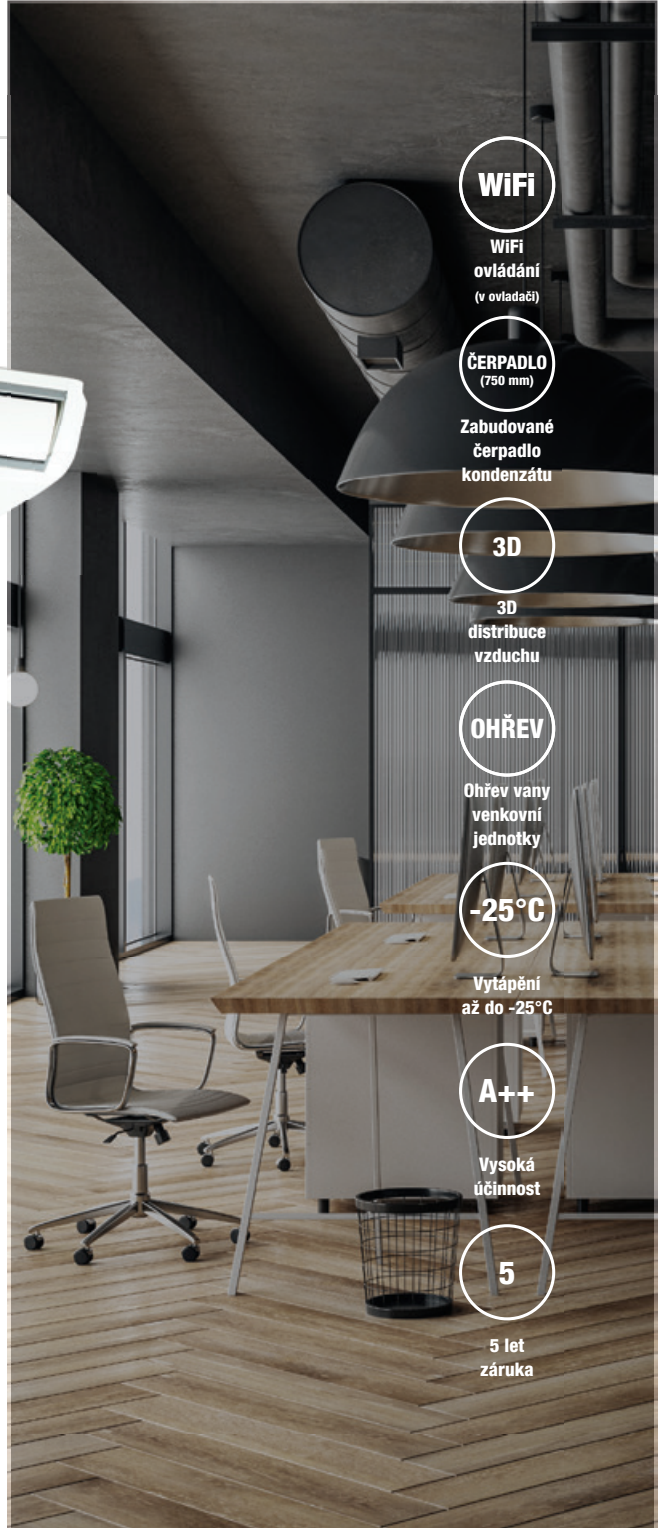 WiFi
WiFi
ovládání
(v ovladači)
ČERPADLO
(750 mm)
Zabudované
čerpadlo
kondenzátu
3D
3D
distribuce
vzduchu
OHŘEV
Ohřev vany
venkovní
jednotky
-25°C
Vytápění
až do -25°C
A++
Vysoká
účinnost
5
5 let
záruka